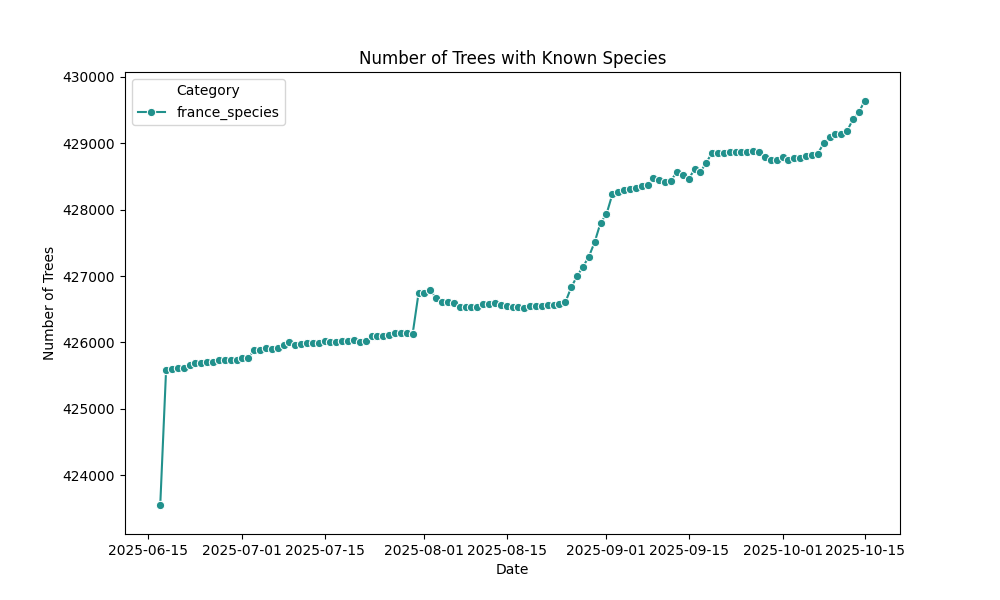 Number of Trees with Known Species
Category
france_species
430000
429000
428000
427000
426000
425000
424000
Number of Trees
2025-06-15 2025-07-01 2025-07-15 2025-08-01 2025-08-15 2025-09-01 2025-09-15 2025-10-01 2025-10-15
Date